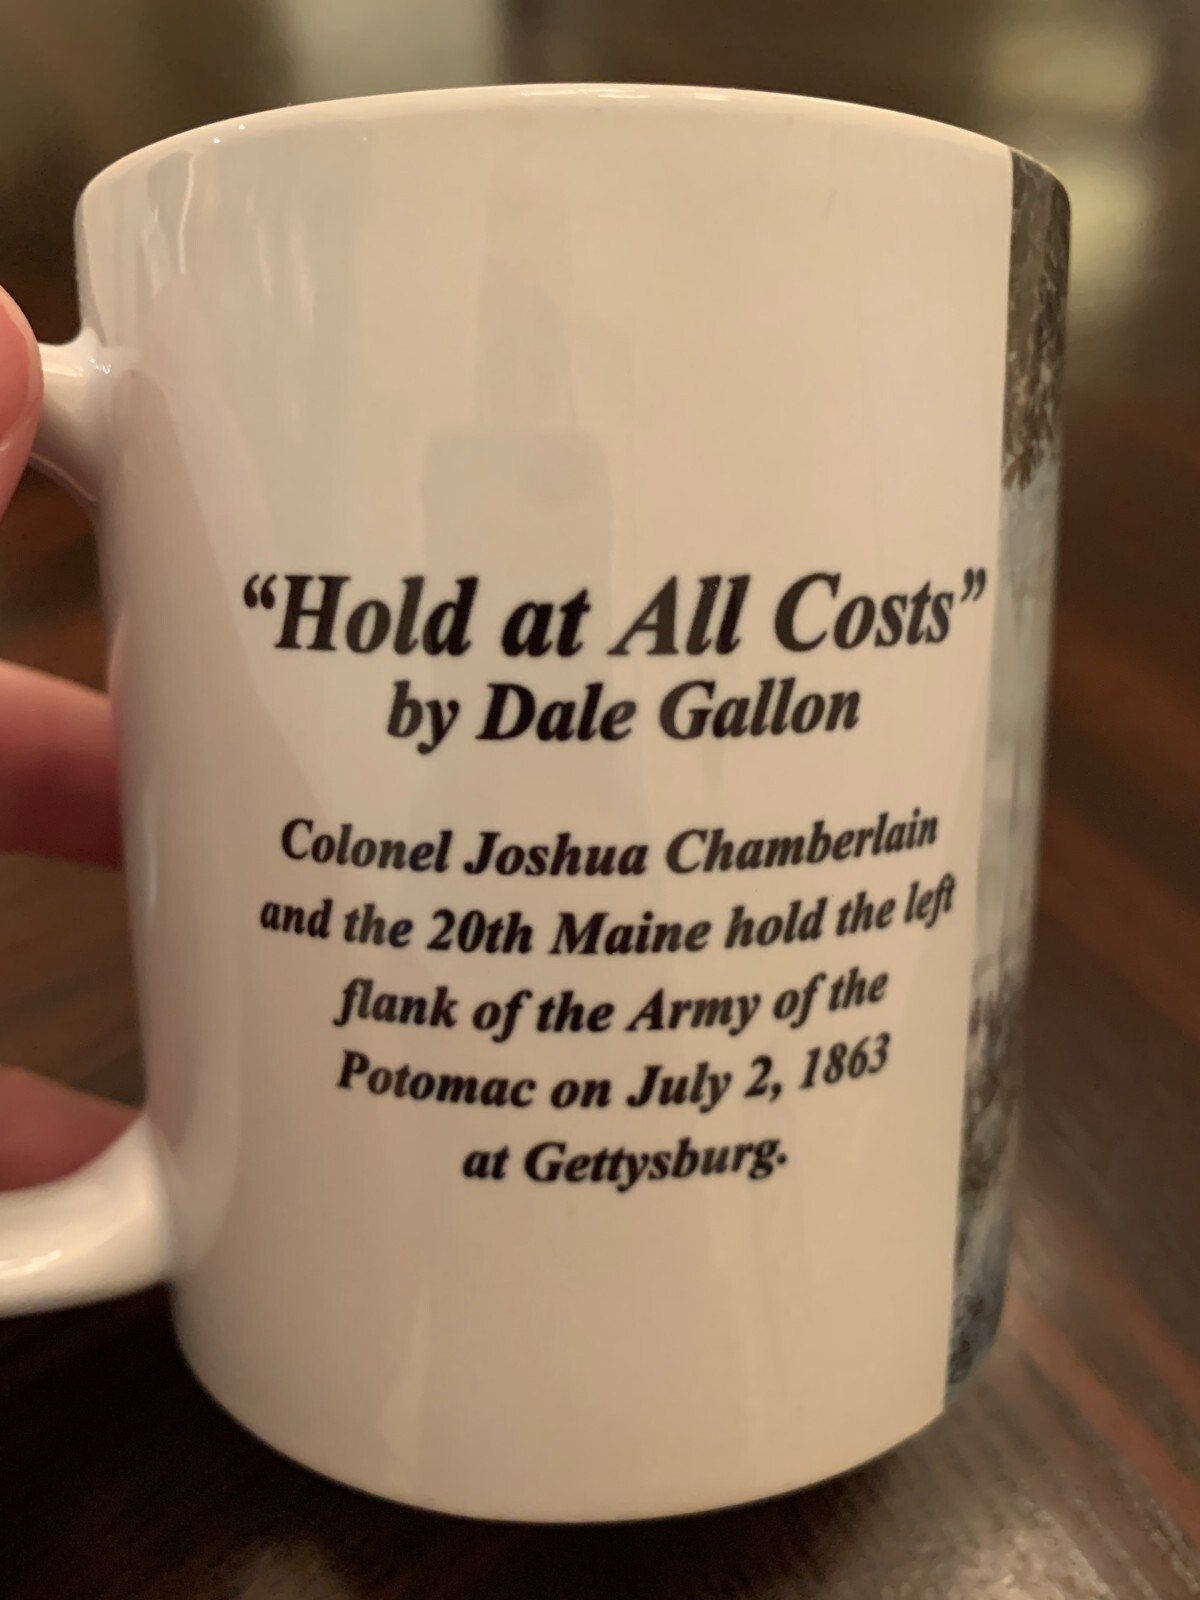 “Hold at All Costs”
by Dale Gallon
Colonel Joshua Chamberlain
and the 20th Maine hold the left
flank of the Army of the
Potomac on July 2, 1863
at Gettysburg.